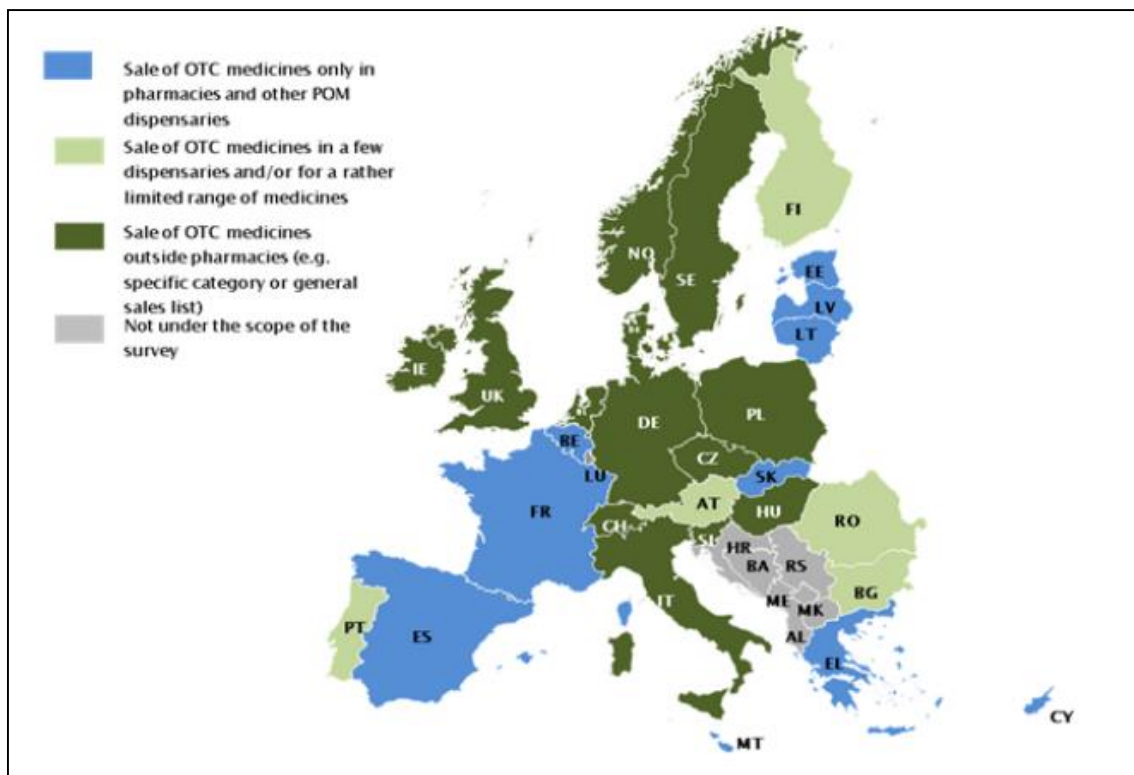 Sale of OTC medicines only in
pharmacies and other POM
dispensaries
Sale of OTC medicines in a few
dispensaries and/or for a rather
limited range of medicines
Sale of OTC medicines
outside pharmacies (e.g.
specific category or general
sales list)
Not under the scope of the
survey
FI
NO
SE
EE
LV
LT
IE
UK
DE
PL
BE
CZ
LU
SK
FR
AT
HU
RO
CH
SI
HR
BA
RS
BG
ME
MK
IT
PT
ES
AL
EL
CY
MT